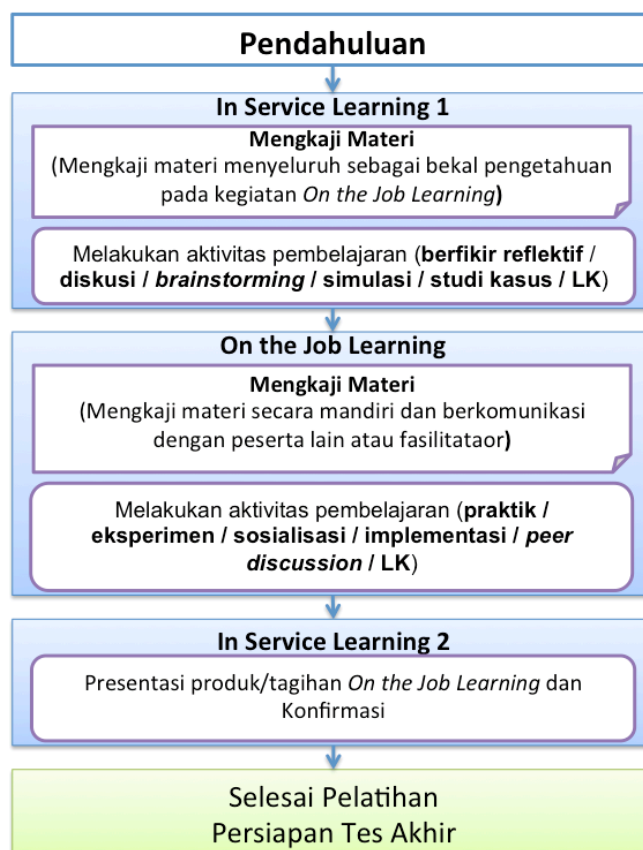 Pendahuluan
In Service Learning 1
Mengkaji Materi
(Mengkaji materi menyeluruh sebagai bekal pengetahuan
pada kegiatan On the Job Learning)
Melakukan aktivitas pembelajaran (berfikir reflektif /
diskusi / brainstorming / simulasi / studi kasus / LK)
On the Job Learning
Mengkaji Materi
(Mengkaji materi secara mandiri dan berkomunikasi
dengan peserta lain atau fasilitataor)
Melakukan aktivitas pembelajaran (praktik /
eksperimen / sosialisasi / implementasi / peer
discussion / LK)
In Service Learning 2
Presentasi produk/tagihan On the Job Learning dan
Konfirmasi
Selesai Pelatihan
Persiapan Tes Akhir